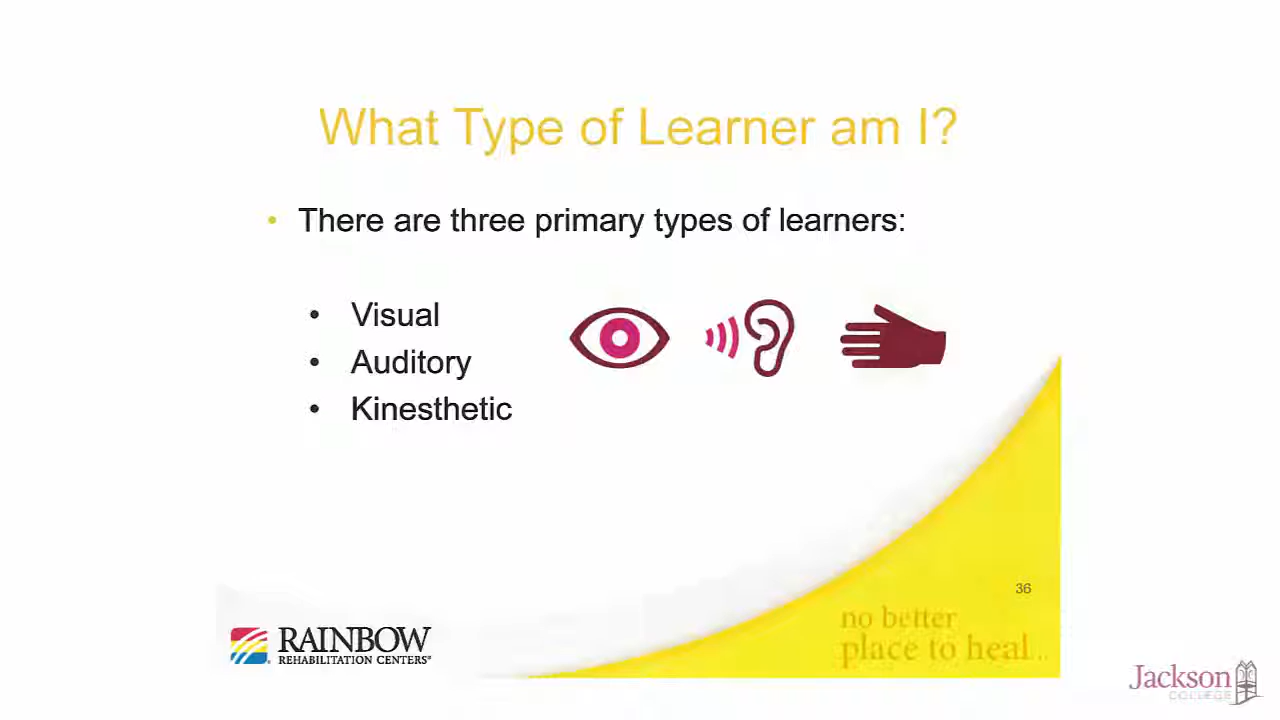 What Type of Learner am I?
• There are three primary types of learners:
• Visual
• Auditory
• Kinesthetic
36
no better
place to heal...
RAINBOW
REHABILITATION CENTERS®
Jackson
COLLEGE